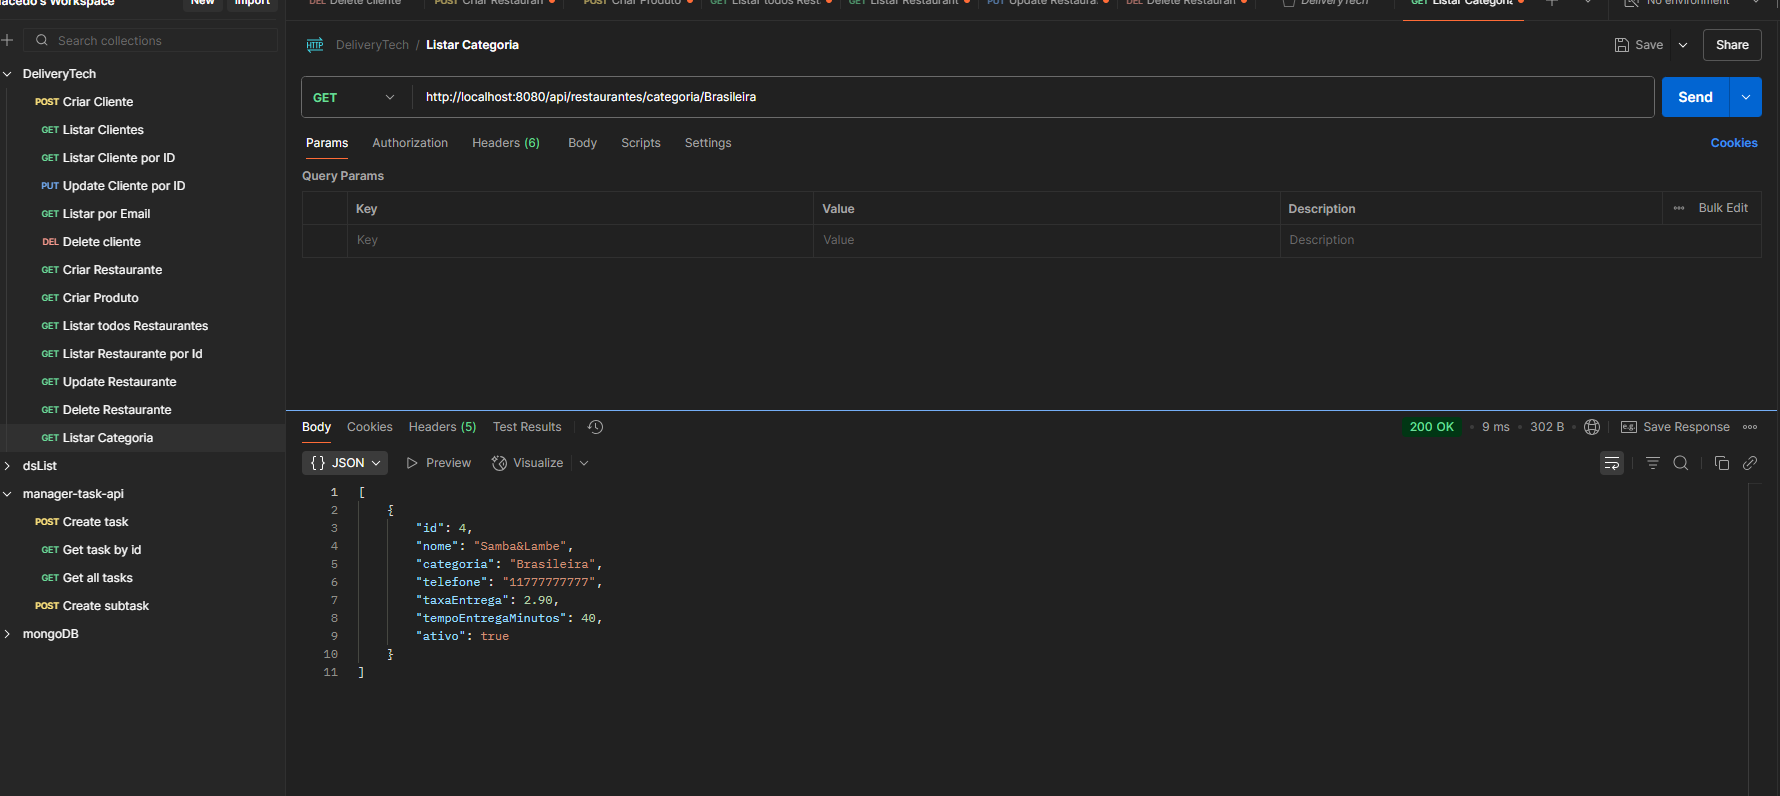 acedo's Workspace
New
Import
Search collections
DeliveryTech
POST Criar Cliente
GET Listar Clientes
GET Listar Cliente por ID
PUT Update Cliente por ID
GET Listar por Email
DEL Delete cliente
GET Criar Restaurante
GET Criar Produto
GET Listar todos Restaurantes
GET Listar Restaurante por Id
GET Update Restaurante
GET Delete Restaurante
GET Listar Categoria
dsList
manager-task-api
POST Create task
GET Get task by id
GET Get all tasks
POST Create subtask
mongoDB
DEL Delete cliente
POST Criar Restauran
POST Criar Produto
GET Listar todos Rest
GET Listar Restaurant
PUT Update Restaura
DEL Delete Restauran
DeliveryTech
GET Listar Categoria
No environment
HTTP DeliveryTech / Listar Categoria
Save
Share
GET
http://localhost:8080/api/restaurantes/categoria/Brasileira
Send
Params Authorization Headers (6) Body Scripts Settings
Cookies
Query Params
Key Value Description ••• Bulk Edit
Key Value Description
Body Cookies Headers (5) Test Results
200 OK • 9 ms • 302 B • e.g. Save Response •••
{} JSON Preview Visualize
1 [
2 {
3 "id": 4,
4 "nome": "Samba&Lambe",
5 "categoria": "Brasileira",
6 "telefone": "11777777777",
7 "taxaEntrega": 2.90,
8 "tempoEntregaMinutos": 40,
9 "ativo": true
10 }
11 ]